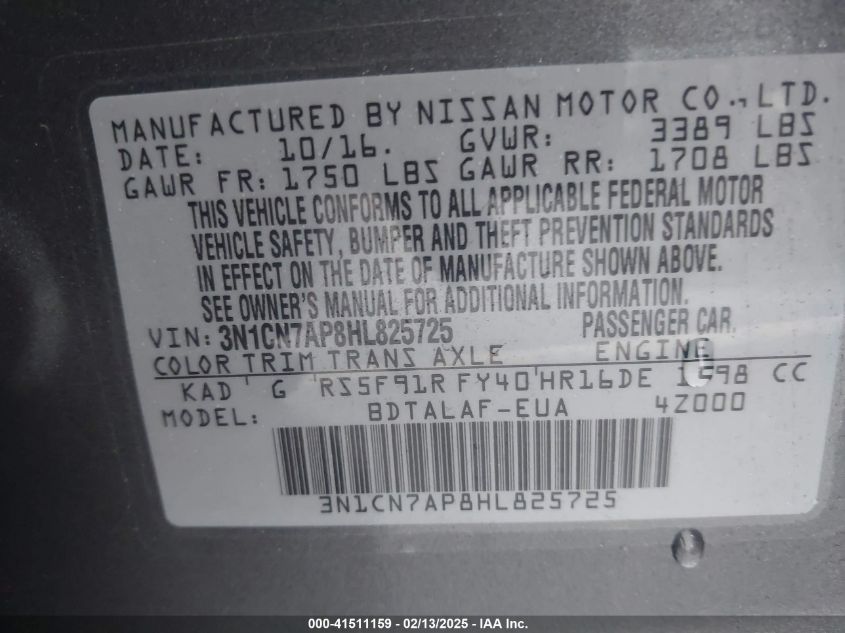 MANUFACTURED BY NISSAN MOTOR CO., LTD.
DATE: 10/16. GVWR: 3389 LBS
GAWR FR: 1750 LBS GAWR RR: 1708 LBS
THIS VEHICLE CONFORMS TO ALL APPLICABLE FEDERAL MOTOR
VEHICLE SAFETY, BUMPER AND THEFT PREVENTION STANDARDS
IN EFFECT ON THE DATE OF MANUFACTURE SHOWN ABOVE.
SEE OWNER'S MANUAL FOR ADDITIONAL INFORMATION.
VIN: 3N1CN7AP8HL825725 PASSENGER CAR.
COLOR TRIM TRANS AXLE ENGINE
KAD G RS5F91R FY40 HR16DE 1598 CC
MODEL: BDTALAF-EUA 4Z000
3N1CN7AP8HL825725
000-41511159 - 02/13/2025 - IAA Inc.